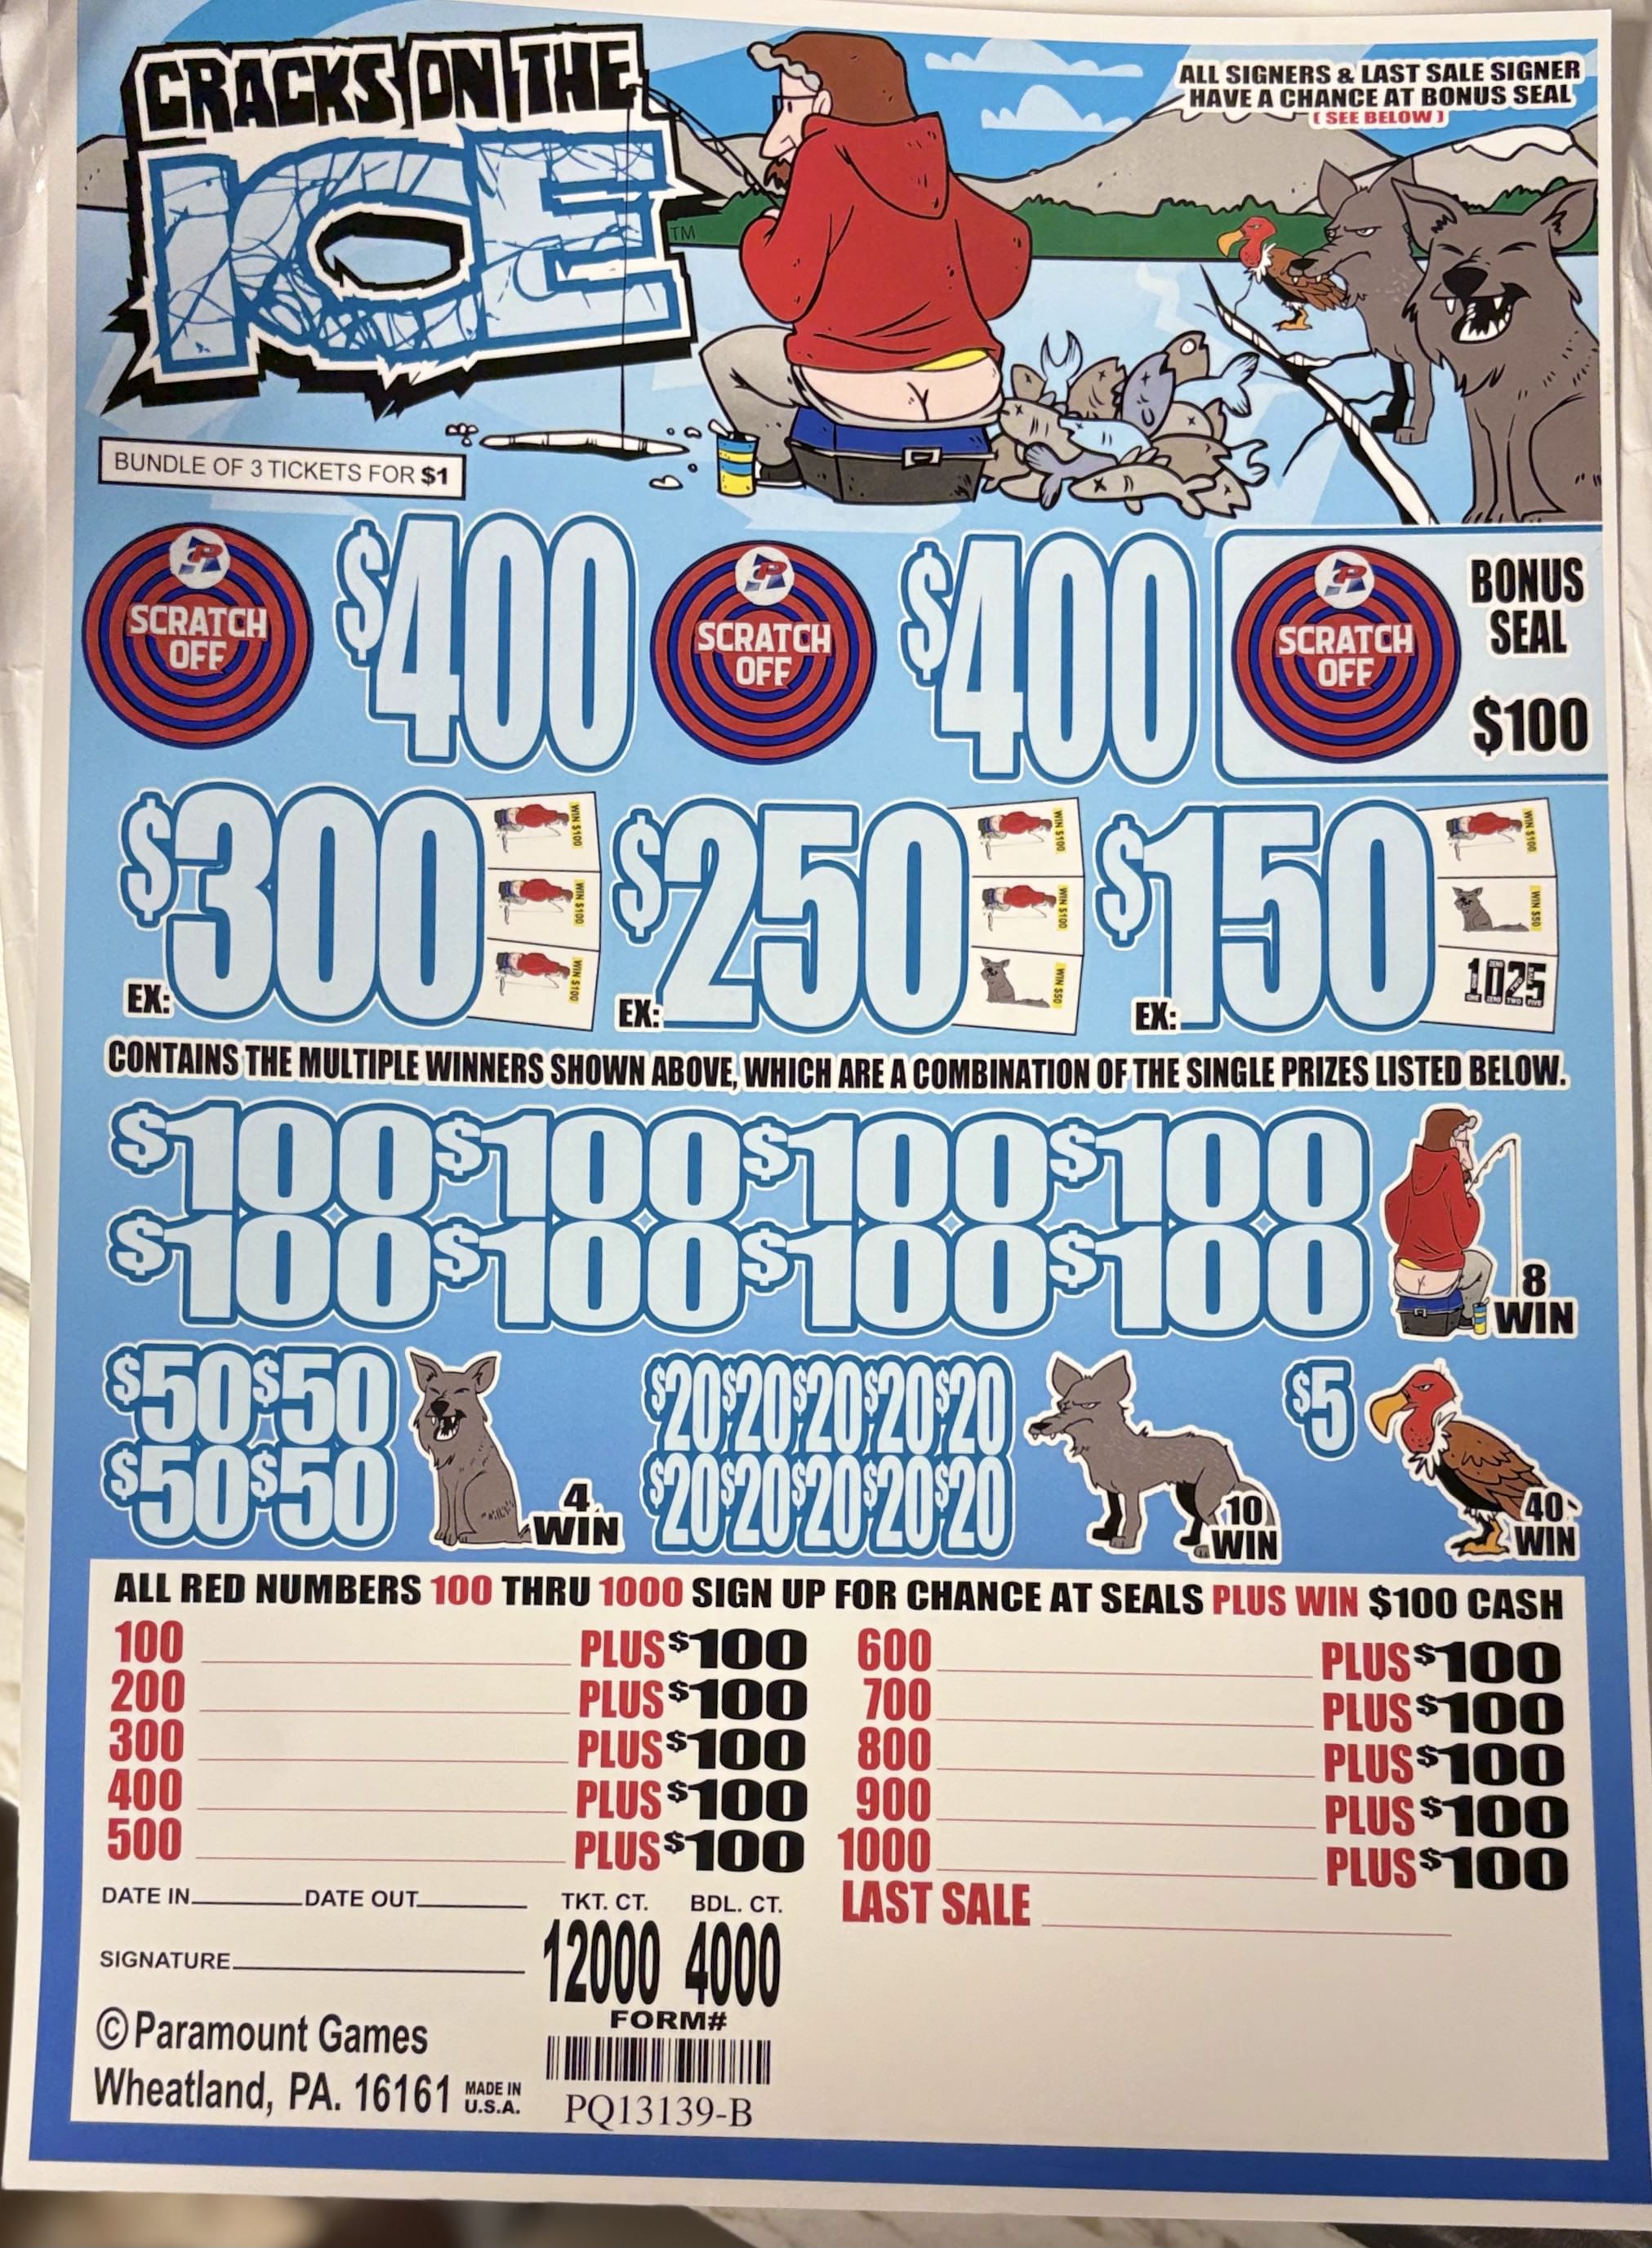 CRACKS ON THE
ICE
TM
ALL SIGNERS & LAST SALE SIGNER
HAVE A CHANCE AT BONUS SEAL
( SEE BELOW )
BUNDLE OF 3 TICKETS FOR $1
SCRATCH
OFF
$400
SCRATCH
OFF
$400
SCRATCH
OFF
BONUS
SEAL
$100
EX:
$300
WIN $100
WIN $100
WIN $100
EX:
$250
WIN $100
WIN $100
WIN $50
EX:
$150
WIN $100
WIN $50
1025
ONE ZERO TWO FIVE
CONTAINS THE MULTIPLE WINNERS SHOWN ABOVE, WHICH ARE A COMBINATION OF THE SINGLE PRIZES LISTED BELOW.
$100 $100 $100 $100
$100 $100 $100 $100
8
WIN
$50 $50
$50 $50
4
WIN
$20 $20 $20 $20 $20
$20 $20 $20 $20 $20
10
WIN
$5
40
WIN
ALL RED NUMBERS 100 THRU 1000 SIGN UP FOR CHANCE AT SEALS PLUS WIN $100 CASH
100 PLUS $100
200 PLUS $100
300 PLUS $100
400 PLUS $100
500 PLUS $100
600 PLUS $100
700 PLUS $100
800 PLUS $100
900 PLUS $100
1000 PLUS $100
LAST SALE
DATE IN DATE OUT
SIGNATURE
TKT. CT. BDL. CT.
12000 4000
FORM#
PQ13139-B
© Paramount Games
Wheatland, PA. 16161
MADE IN
U.S.A.